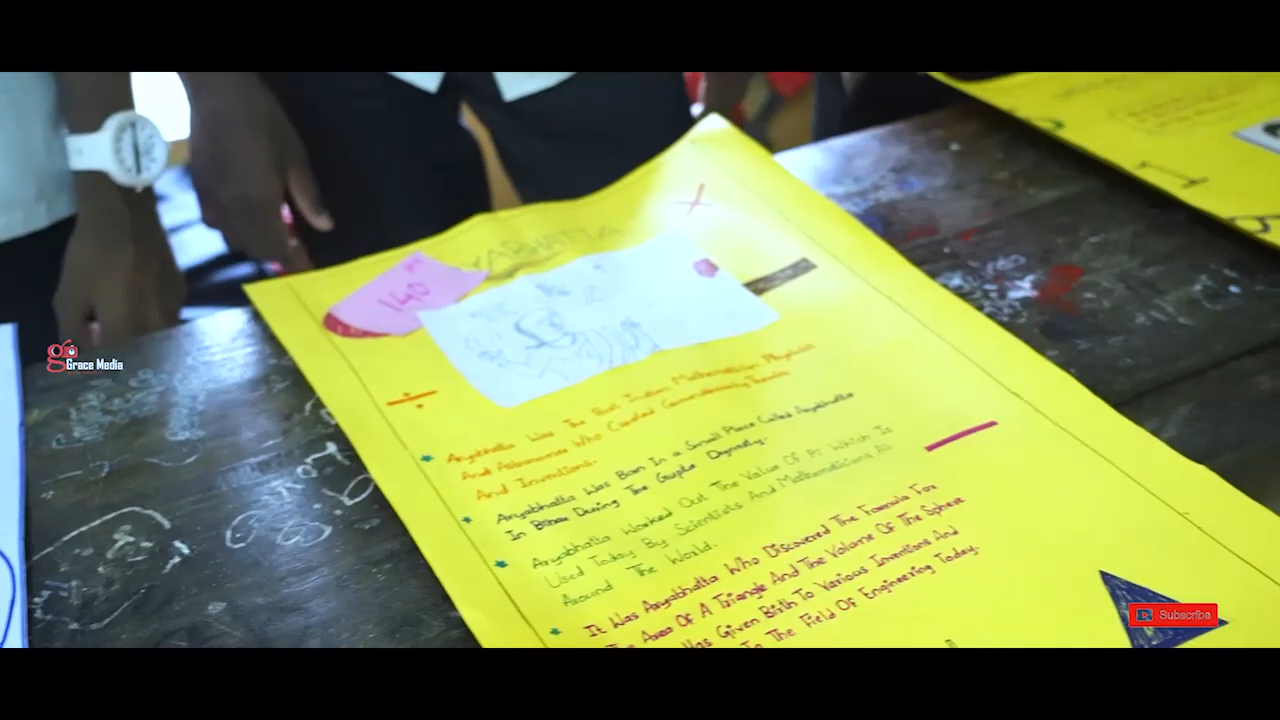 ARYABHATTA
140
Aryabhatta Was The Past Indian Mathematician Physicist
And Astronomer Who Created Groundbreaking Theories
And Inventions.
Aryabhatta Was Born In a Small Place Called Aryabhatta
In Bihar During The Gupta Dynasty.
Aryabhatta Worked Out The Value Of Pi Which Is
Used Today By Scientists And Mathematicians All
Around The World.
It Was Aryabhatta Who Discovered The Formula For
The Area Of A Triangle And The Volume Of The Sphere
Has Given Birth To Various Inventions And
To The Field Of Engineering Today.
Grace Media
Subscribe